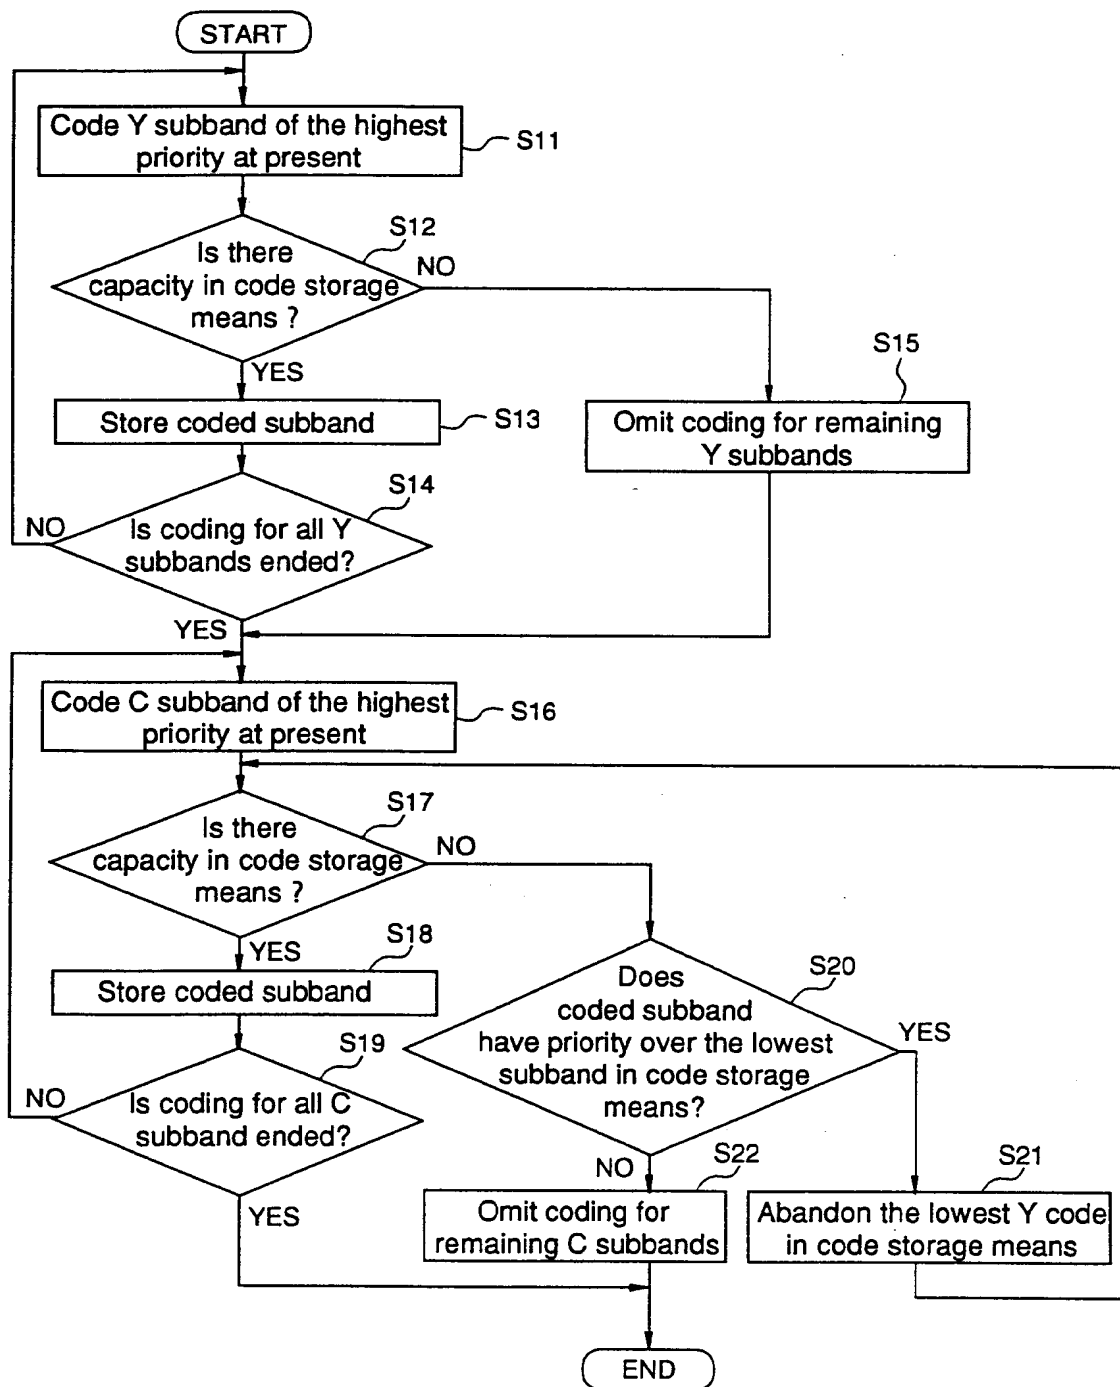 START
Code Y subband of the highest
priority at present
S11
S12
Is there
capacity in code storage
means ?
NO
YES
S15
Store coded subband
S13
Omit coding for remaining
Y subbands
S14
NO
Is coding for all Y
subbands ended?
YES
Code C subband of the highest
priority at present
S16
S17
Is there
capacity in code storage
means ?
NO
YES
S18
Store coded subband
S20
Does
coded subband
have priority over the lowest
subband in code storage
means?
YES
S19
NO
Is coding for all C
subband ended?
NO
S22
S21
YES
Omit coding for
remaining C subbands
Abandon the lowest Y code
in code storage means
END